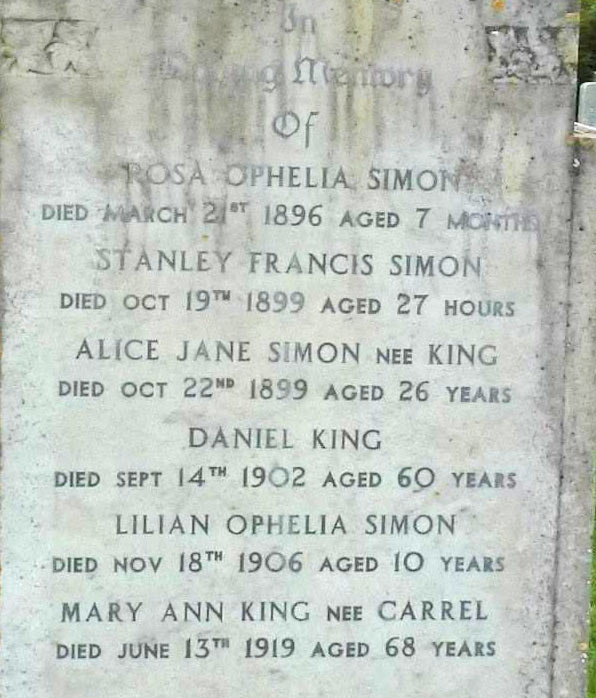 In
Loving Memory
Of
ROSA OPHELIA SIMON
DIED MARCH 21ST 1896 AGED 7 MONTHS
STANLEY FRANCIS SIMON
DIED OCT 19TH 1899 AGED 27 HOURS
ALICE JANE SIMON NEE KING
DIED OCT 22ND 1899 AGED 26 YEARS
DANIEL KING
DIED SEPT 14TH 1902 AGED 60 YEARS
LILIAN OPHELIA SIMON
DIED NOV 18TH 1906 AGED 10 YEARS
MARY ANN KING NEE CARREL
DIED JUNE 13TH 1919 AGED 68 YEARS